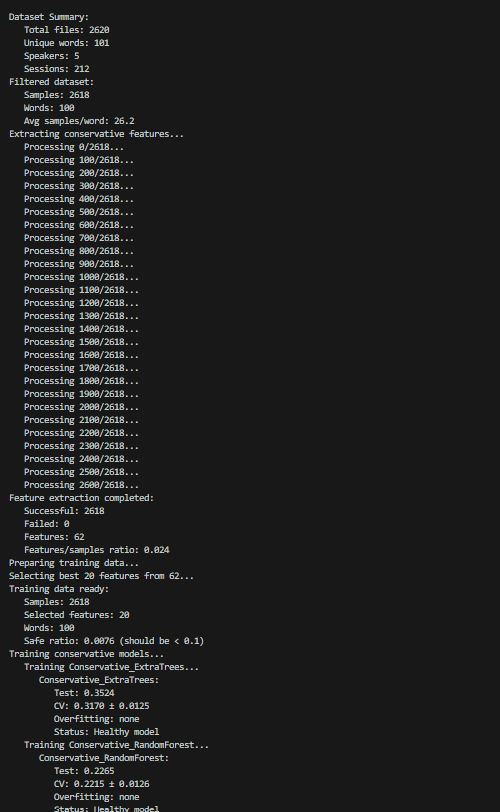 Dataset Summary:
Total files: 2620
Unique words: 101
Speakers: 5
Sessions: 212
Filtered dataset:
Samples: 2618
Words: 100
Avg samples/word: 26.2
Extracting conservative features...
Processing 0/2618...
Processing 100/2618...
Processing 200/2618...
Processing 300/2618...
Processing 400/2618...
Processing 500/2618...
Processing 600/2618...
Processing 700/2618...
Processing 800/2618...
Processing 900/2618...
Processing 1000/2618...
Processing 1100/2618...
Processing 1200/2618...
Processing 1300/2618...
Processing 1400/2618...
Processing 1500/2618...
Processing 1600/2618...
Processing 1700/2618...
Processing 1800/2618...
Processing 1900/2618...
Processing 2000/2618...
Processing 2100/2618...
Processing 2200/2618...
Processing 2300/2618...
Processing 2400/2618...
Processing 2500/2618...
Processing 2600/2618...
Feature extraction completed:
Successful: 2618
Failed: 0
Features: 62
Features/samples ratio: 0.024
Preparing training data...
Selecting best 20 features from 62...
Training data ready:
Samples: 2618
Selected features: 20
Words: 100
Safe ratio: 0.0076 (should be < 0.1)
Training conservative models...
Training Conservative_ExtraTrees...
Conservative_ExtraTrees:
Test: 0.3524
CV: 0.3170 ± 0.0125
Overfitting: none
Status: Healthy model
Training Conservative_RandomForest...
Conservative_RandomForest:
Test: 0.2265
CV: 0.2215 ± 0.0126
Overfitting: none
Status: Healthy model